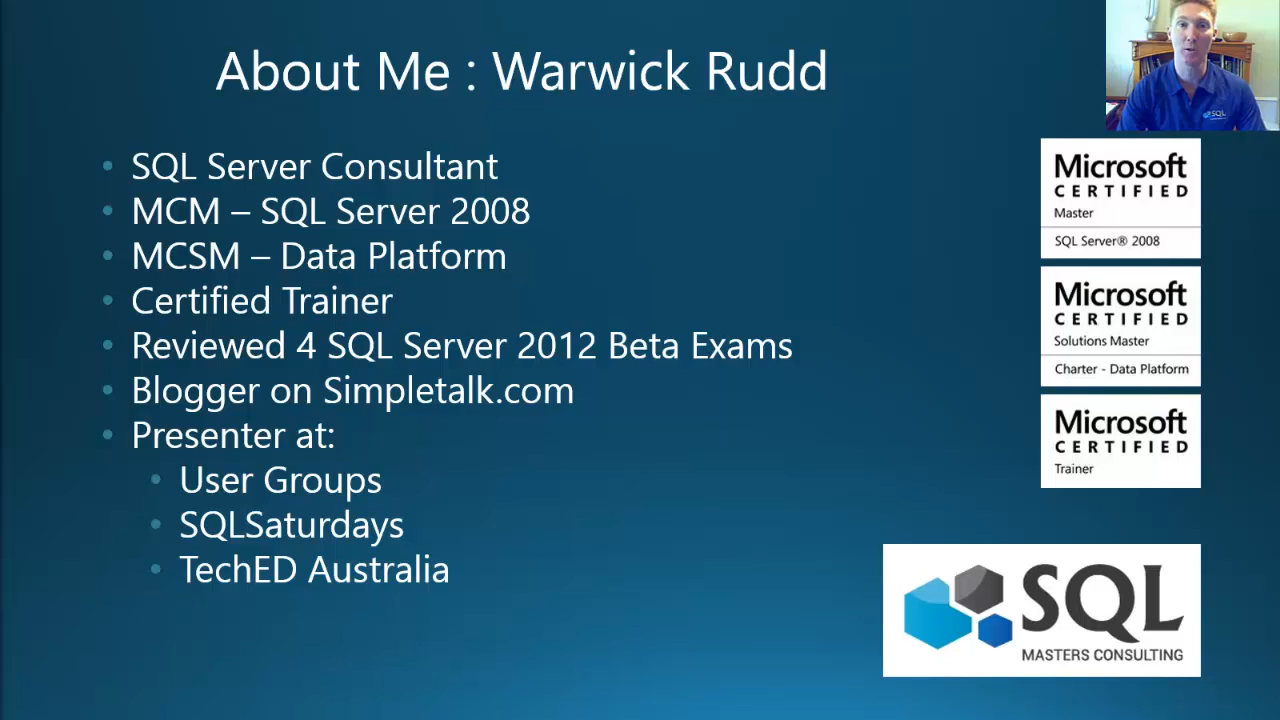 About Me : Warwick Rudd
SQL Server Consultant
MCM – SQL Server 2008
MCSM – Data Platform
Certified Trainer
Reviewed 4 SQL Server 2012 Beta Exams
Blogger on Simpletalk.com
Presenter at:
User Groups
SQLSaturdays
TechED Australia
SQL
Microsoft
CERTIFIED
Master
SQL Server® 2008
Microsoft
CERTIFIED
Solutions Master
Charter - Data Platform
Microsoft
CERTIFIED
Trainer
SQL
MASTERS CONSULTING